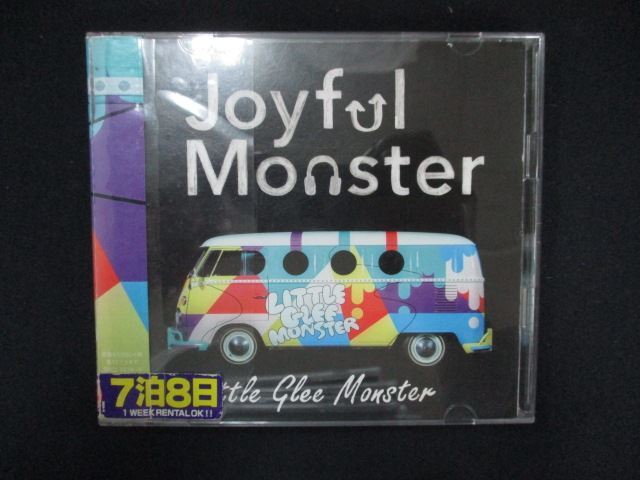 Joyful
Monster
LITTLE
GLEE
MONSTER
ttle Glee Monster
7泊8日
1 WEEK RENTAL OK!!